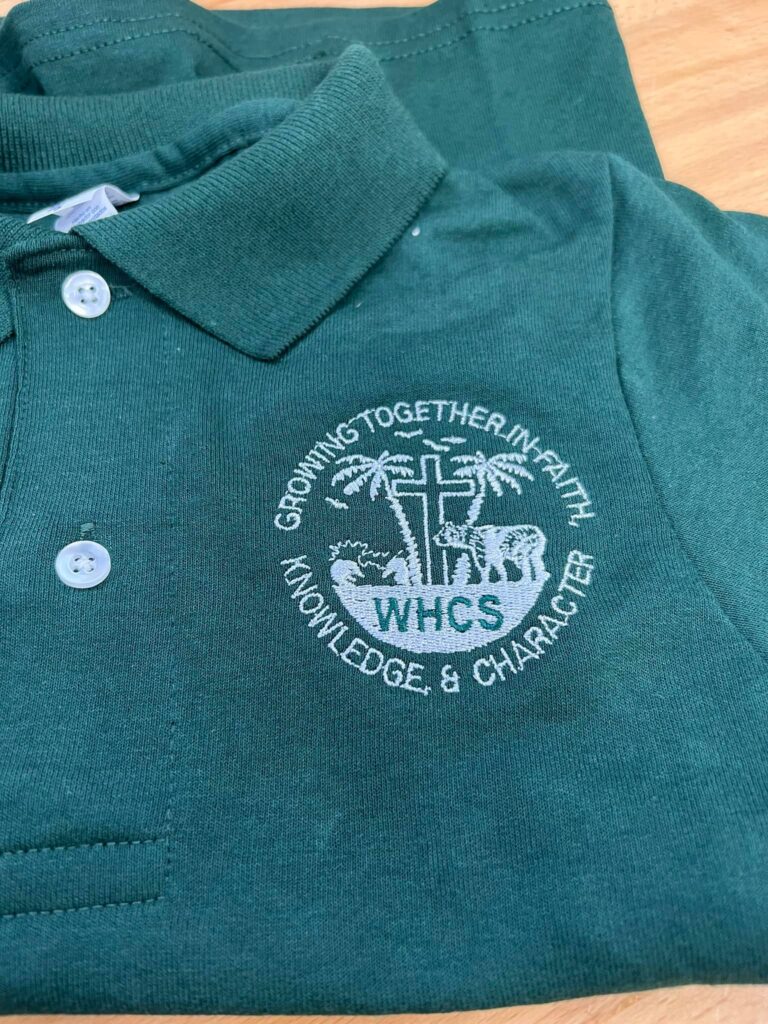 GROWING TOGETHER IN FAITH,
WHCS
KNOWLEDGE, & CHARACTER